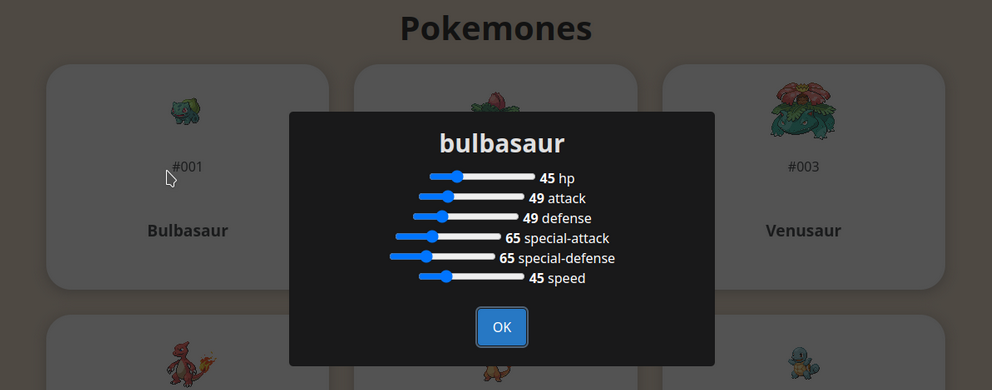 Pokemones
#001
#003
Bulbasaur
Venusaur
bulbasaur
45 hp
49 attack
49 defense
65 special-attack
65 special-defense
45 speed
OK